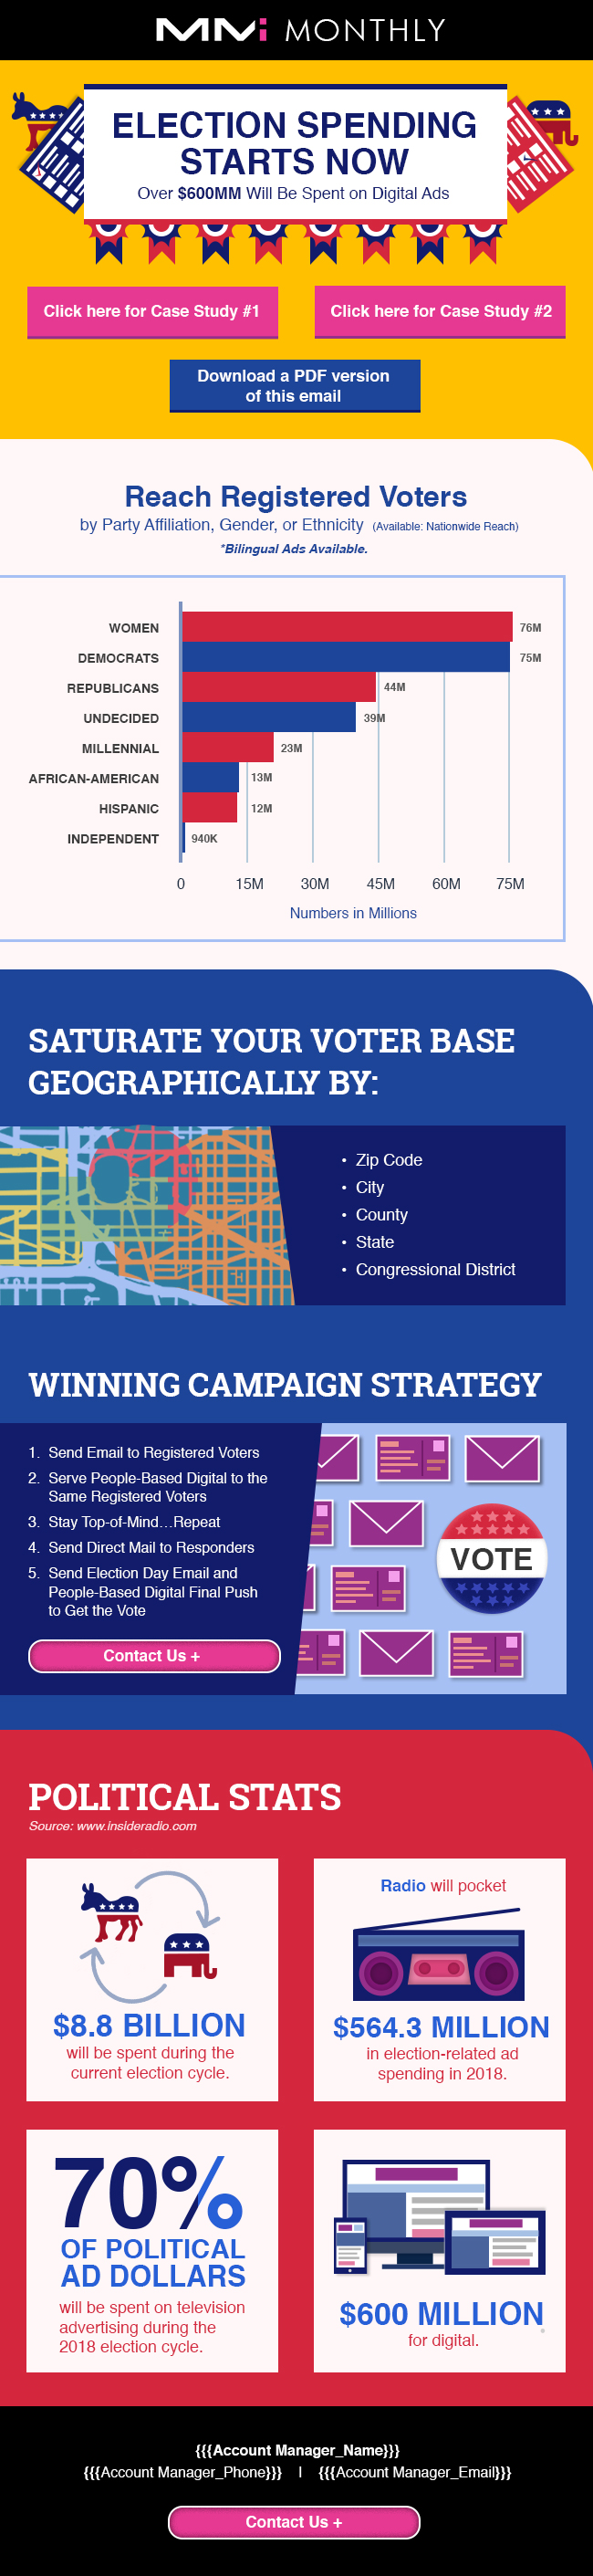 MMi MONTHLY
ELECTION SPENDING
STARTS NOW
Over $600MM Will Be Spent on Digital Ads
Click here for Case Study #1
Click here for Case Study #2
Download a PDF version
of this email
Reach Registered Voters
by Party Affiliation, Gender, or Ethnicity (Available: Nationwide Reach)
*Bilingual Ads Available.
WOMEN 76M
DEMOCRATS 75M
REPUBLICANS 44M
UNDECIDED 39M
MILLENNIAL 23M
AFRICAN-AMERICAN 13M
HISPANIC 12M
INDEPENDENT 940K
0 15M 30M 45M 60M 75M
Numbers in Millions
SATURATE YOUR VOTER BASE
GEOGRAPHICALLY BY:
• Zip Code
• City
• County
• State
• Congressional District
WINNING CAMPAIGN STRATEGY
1. Send Email to Registered Voters
2. Serve People-Based Digital to the
Same Registered Voters
3. Stay Top-of-Mind...Repeat
4. Send Direct Mail to Responders
5. Send Election Day Email and
People-Based Digital Final Push
to Get the Vote
Contact Us +
VOTE
POLITICAL STATS
Source: www.insideradio.com
$8.8 BILLION
will be spent during the
current election cycle.
Radio will pocket
$564.3 MILLION
in election-related ad
spending in 2018.
70%
OF POLITICAL
AD DOLLARS
will be spent on television
advertising during the
2018 election cycle.
$600 MILLION
for digital.
{{{Account Manager_Name}}}
{{{Account Manager_Phone}}} | {{{Account Manager_Email}}}
Contact Us +